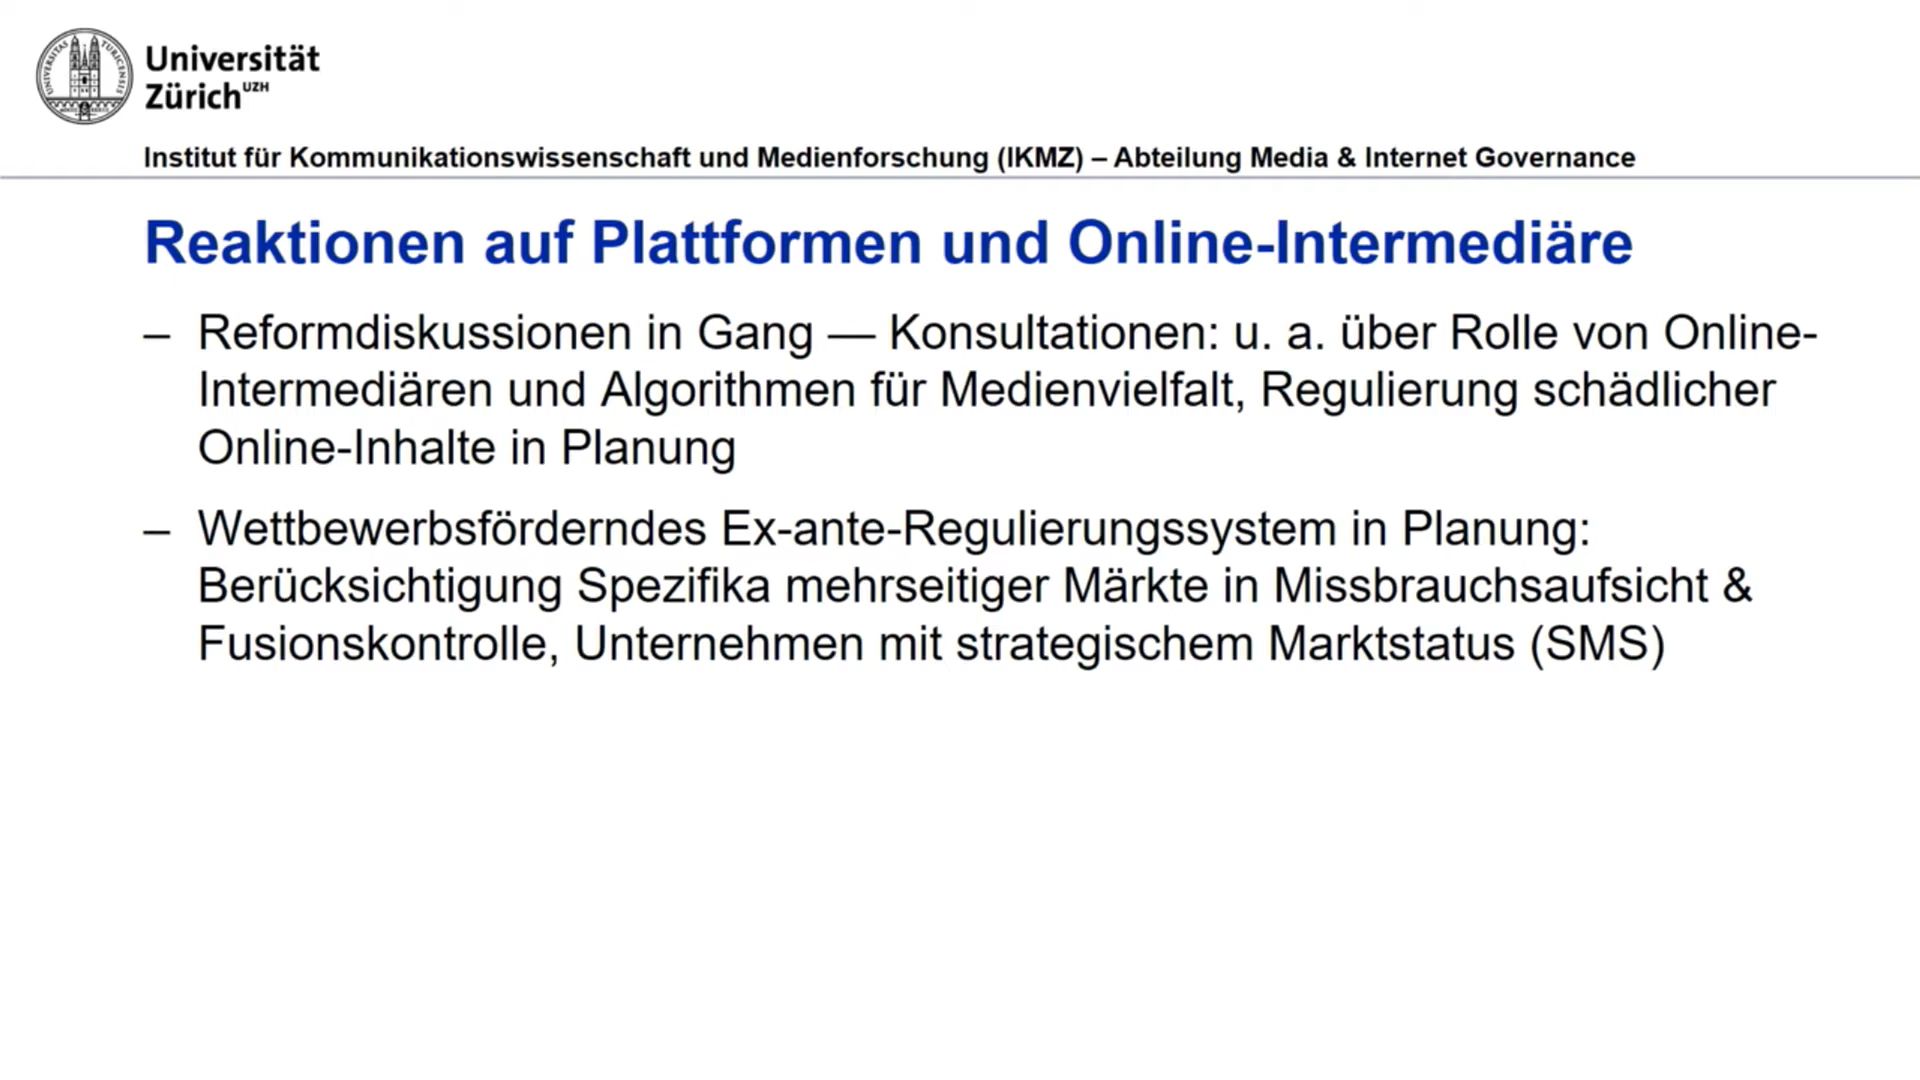 UNIVERSITAS TURICENSIS
Universität
Zürich UZH
Institut für Kommunikationswissenschaft und Medienforschung (IKMZ) – Abteilung Media & Internet Governance
Reaktionen auf Plattformen und Online-Intermediäre
– Reformdiskussionen in Gang — Konsultationen: u. a. über Rolle von Online-
Intermediären und Algorithmen für Medienvielfalt, Regulierung schädlicher
Online-Inhalte in Planung
– Wettbewerbsförderndes Ex-ante-Regulierungssystem in Planung:
Berücksichtigung Spezifika mehrseitiger Märkte in Missbrauchsaufsicht &
Fusionskontrolle, Unternehmen mit strategischem Marktstatus (SMS)